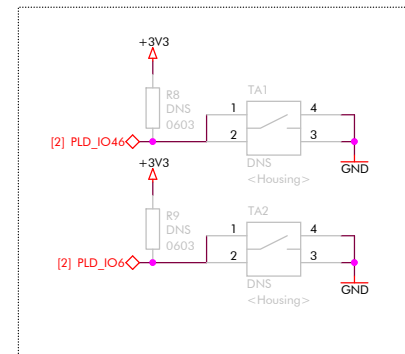 +3V3
R8
DNS
0603
TA1
1
4
2
3
[2] PLD_IO46
DNS
<Housing>
GND
+3V3
R9
DNS
0603
TA2
1
4
2
3
[2] PLD_IO6
DNS
<Housing>
GND